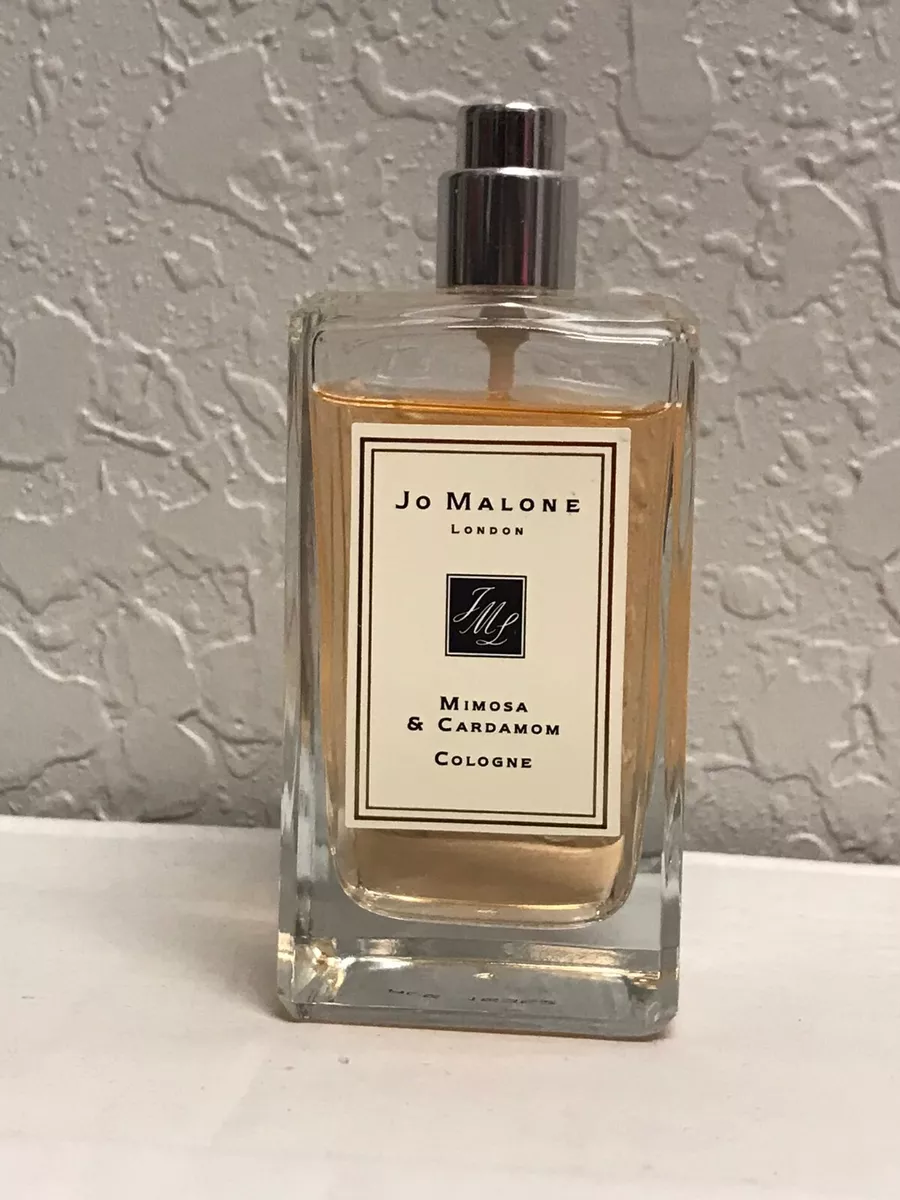 Jo Malone
London
JML
Mimosa
& Cardamom
Cologne